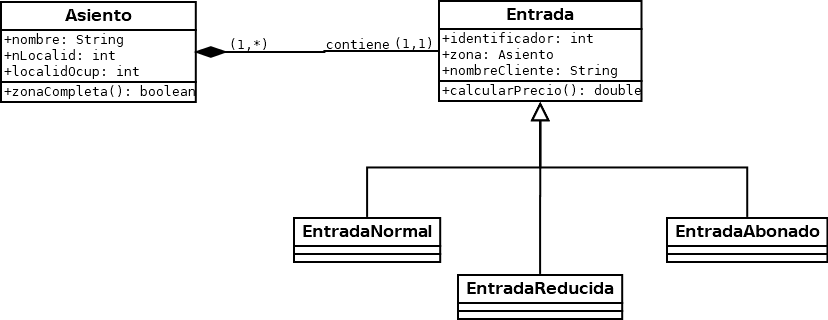 Asiento
+nombre: String
+nLocalid: int
+localidOcup: int
+zonaCompleta(): boolean
(1,*)
contiene (1,1)
Entrada
+identificador: int
+zona: Asiento
+nombreCliente: String
+calcularPrecio(): double
EntradaNormal
EntradaReducida
EntradaAbonado